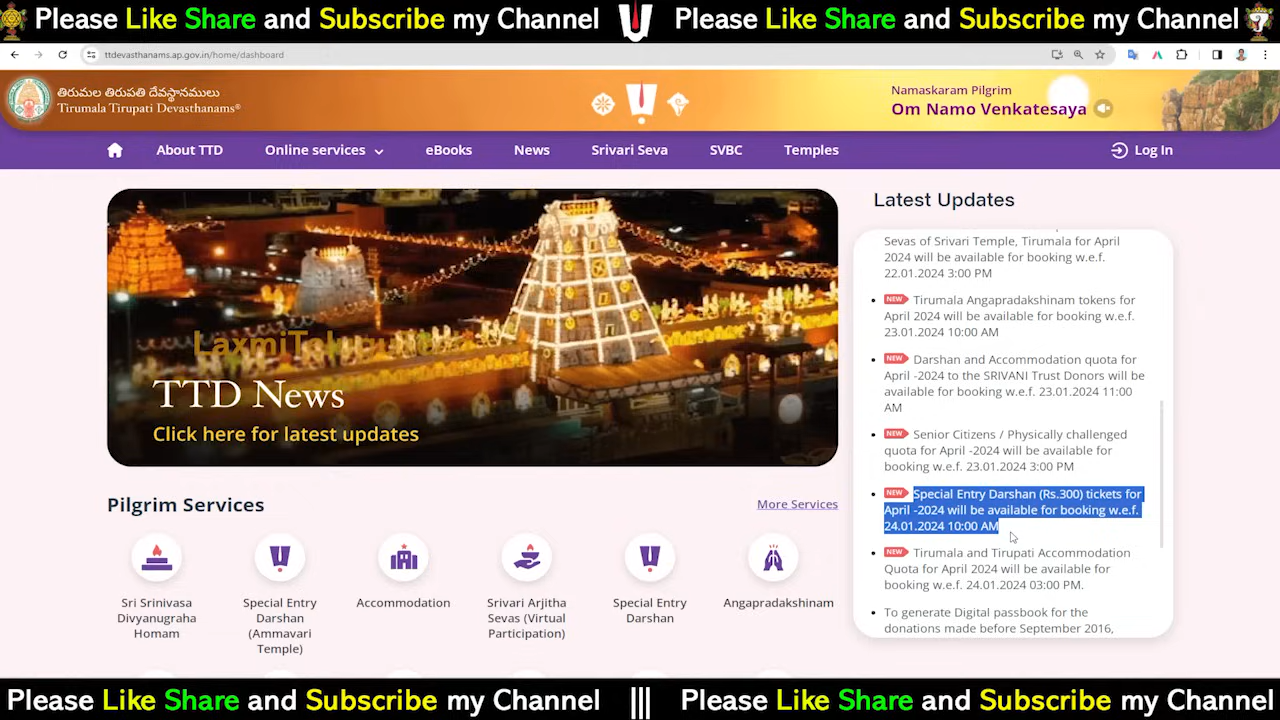 Please Like Share and Subscribe my Channel
Please Like Share and Subscribe my Channel
ttdevasthanams.ap.gov.in/home/dashboard
తిరుమల తిరుపతి దేవస్థానములు
Tirumala Tirupati Devasthanams®
Namaskaram Pilgrim
Om Namo Venkatesaya
About TTD
Online services
eBooks
News
Srivari Seva
SVBC
Temples
Log In
TTD News
Click here for latest updates
Latest Updates
Sevas of Srivari Temple, Tirumala for April
2024 will be available for booking w.e.f.
22.01.2024 3:00 PM
NEW Tirumala Angapradakshinam tokens for
April 2024 will be available for booking w.e.f.
23.01.2024 10:00 AM
NEW Darshan and Accommodation quota for
April -2024 to the SRIVANI Trust Donors will be
available for booking w.e.f. 23.01.2024 11:00
AM
NEW Senior Citizens / Physically challenged
quota for April -2024 will be available for
booking w.e.f. 23.01.2024 3:00 PM
NEW Special Entry Darshan (Rs.300) tickets for
April -2024 will be available for booking w.e.f.
24.01.2024 10:00 AM
NEW Tirumala and Tirupati Accommodation
Quota for April 2024 will be available for
booking w.e.f. 24.01.2024 03:00 PM.
To generate Digital passbook for the
donations made before September 2016,
Pilgrim Services
More Services
Sri Srinivasa
Divyanugraha
Homam
Special Entry
Darshan
(Ammavari
Temple)
Accommodation
Srivari Arjitha
Sevas (Virtual
Participation)
Special Entry
Darshan
Angapradakshinam
Please Like Share and Subscribe my Channel
|||
Please Like Share and Subscribe my Channel